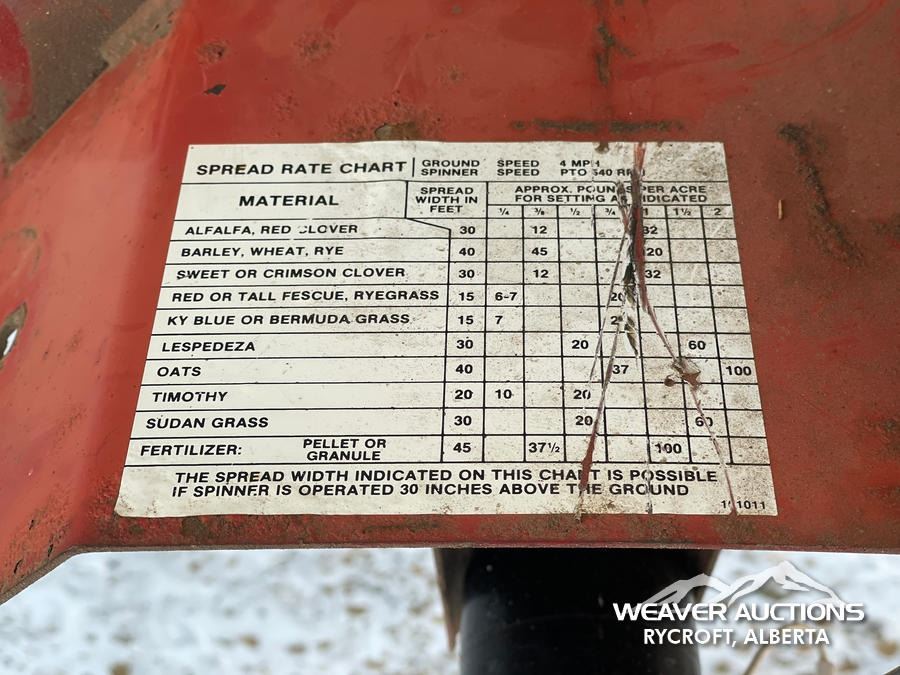 SPREAD RATE CHART GROUND SPEED 4 MPH
SPINNER SPEED PTO 540 RPM
MATERIAL SPREAD WIDTH IN FEET APPROX. POUNDS PER ACRE FOR SETTING AS INDICATED
1/4 3/8 1/2 3/4 1 1 1/2 2
ALFALFA, RED CLOVER 30 12 32
BARLEY, WHEAT, RYE 40 45 120
SWEET OR CRIMSON CLOVER 30 12 32
RED OR TALL FESCUE, RYEGRASS 15 6-7
KY BLUE OR BERMUDA GRASS 15 7
LESPEDEZA 30 20 60
OATS 40 37 100
TIMOTHY 20 10 20
SUDAN GRASS 30 20 60
FERTILIZER: PELLET OR GRANULE 45 37 1/2 100
THE SPREAD WIDTH INDICATED ON THIS CHART IS POSSIBLE
IF SPINNER IS OPERATED 30 INCHES ABOVE THE GROUND
WEAVER AUCTIONS
RYCROFT, ALBERTA